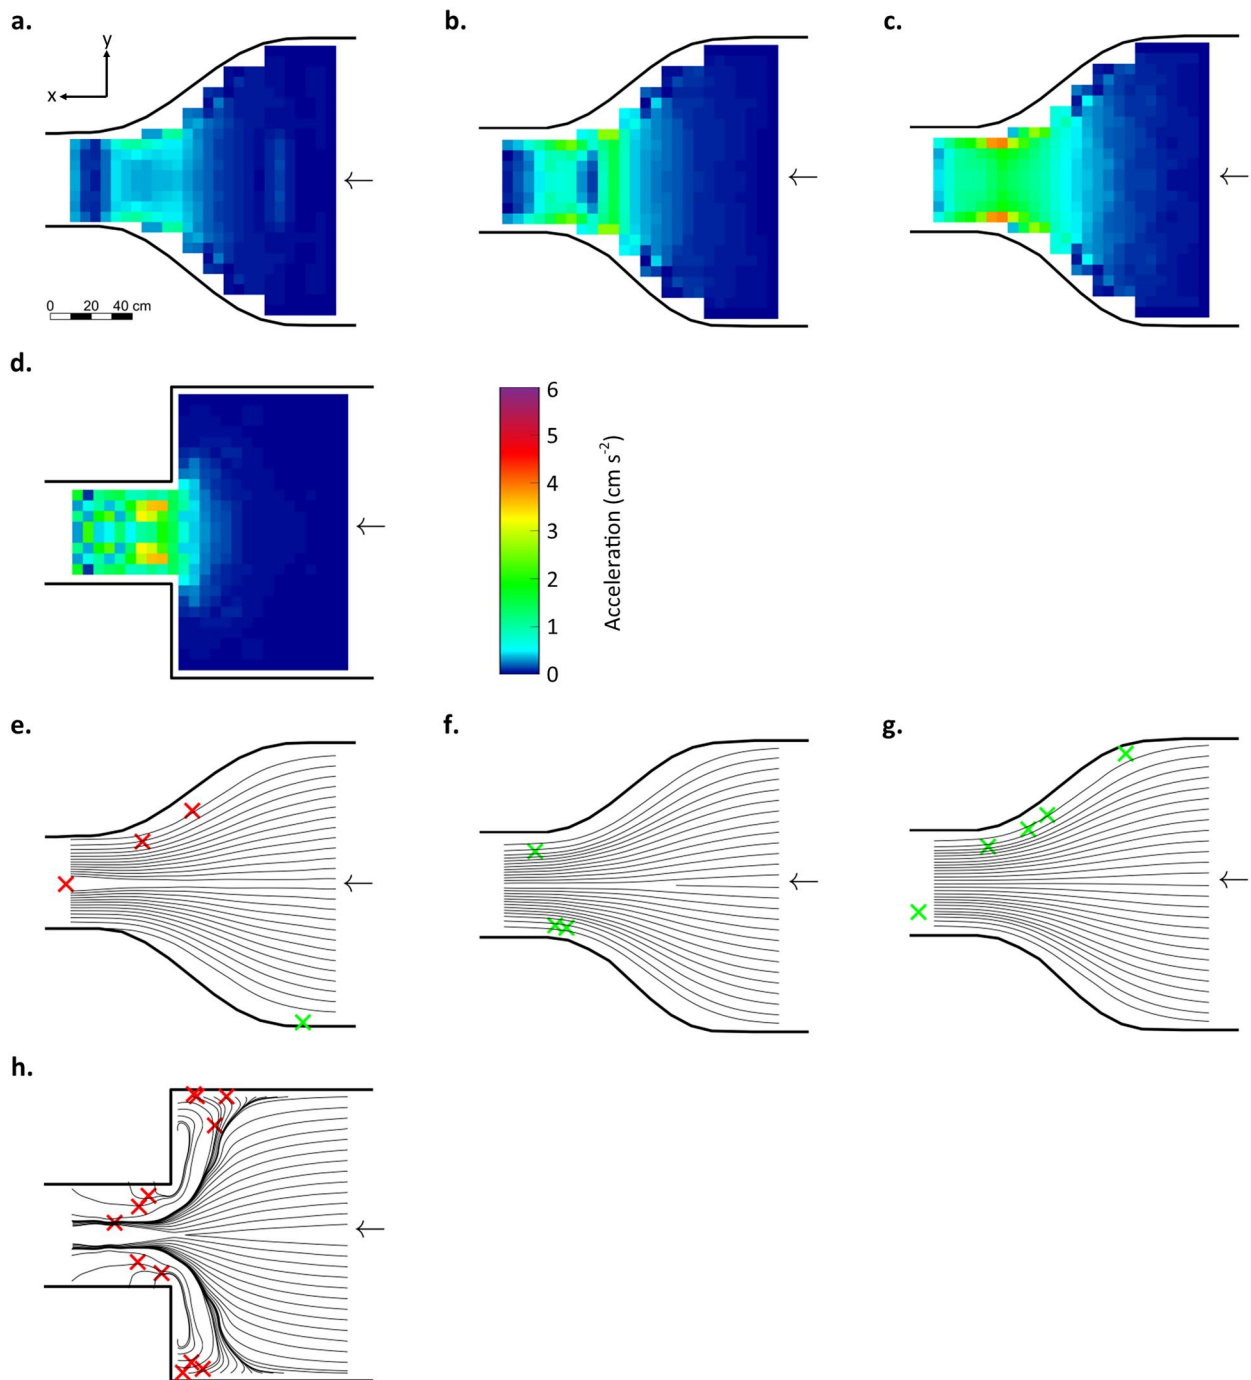 a.
b.
c.
y
x
0 20 40 cm
d.
6
5
4
3
2
1
0
Acceleration (cm s-2)
e.
f.
g.
h.